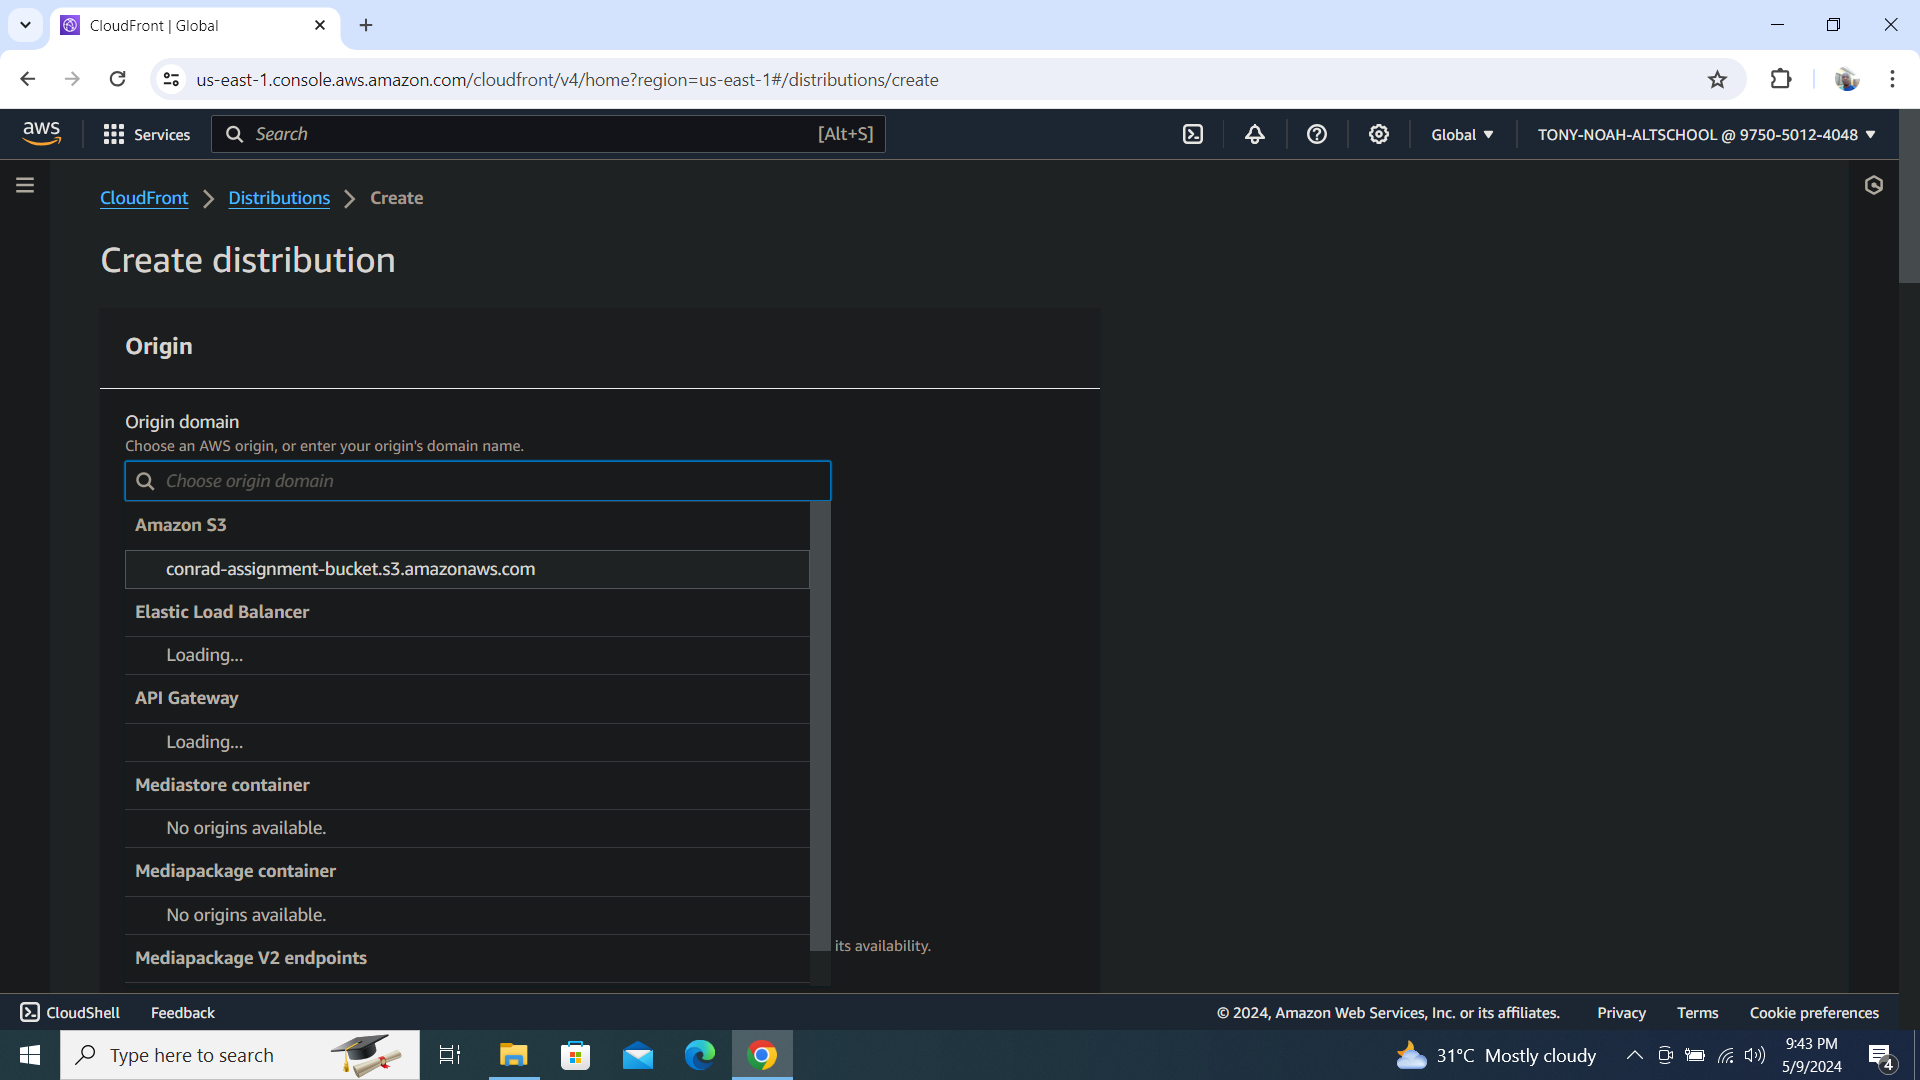 CloudFront | Global
us-east-1.console.aws.amazon.com/cloudfront/v4/home?region=us-east-1#/distributions/create
aws
Services
Search
[Alt+S]
Global
TONY-NOAH-ALTSCHOOL @ 9750-5012-4048
CloudFront
Distributions
Create
Create distribution
Origin
Origin domain
Choose an AWS origin, or enter your origin's domain name.
Choose origin domain
Amazon S3
conrad-assignment-bucket.s3.amazonaws.com
Elastic Load Balancer
Loading...
API Gateway
Loading...
Mediastore container
No origins available.
Mediapackage container
No origins available.
its availability.
Mediapackage V2 endpoints
CloudShell
Feedback
© 2024, Amazon Web Services, Inc. or its affiliates.
Privacy
Terms
Cookie preferences
Type here to search
31°C Mostly cloudy
9:43 PM
5/9/2024
4